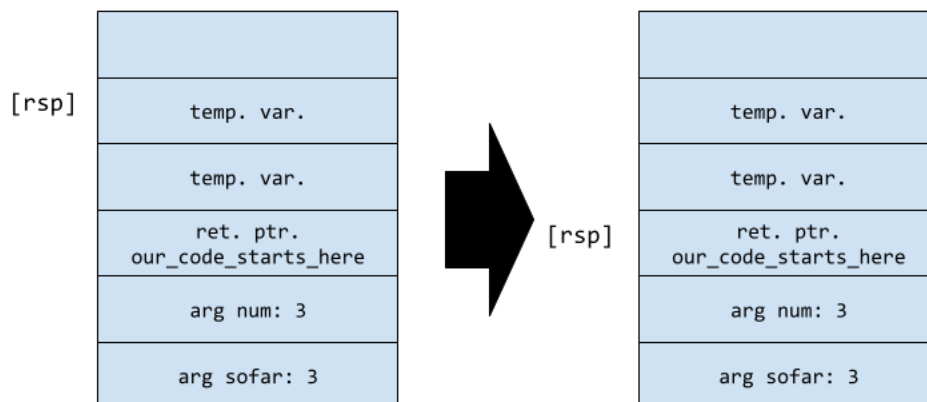 [rsp]
temp. var.
temp. var.
ret. ptr.
our_code_starts_here
arg num: 3
arg sofar: 3
[rsp]
temp. var.
temp. var.
ret. ptr.
our_code_starts_here
arg num: 3
arg sofar: 3